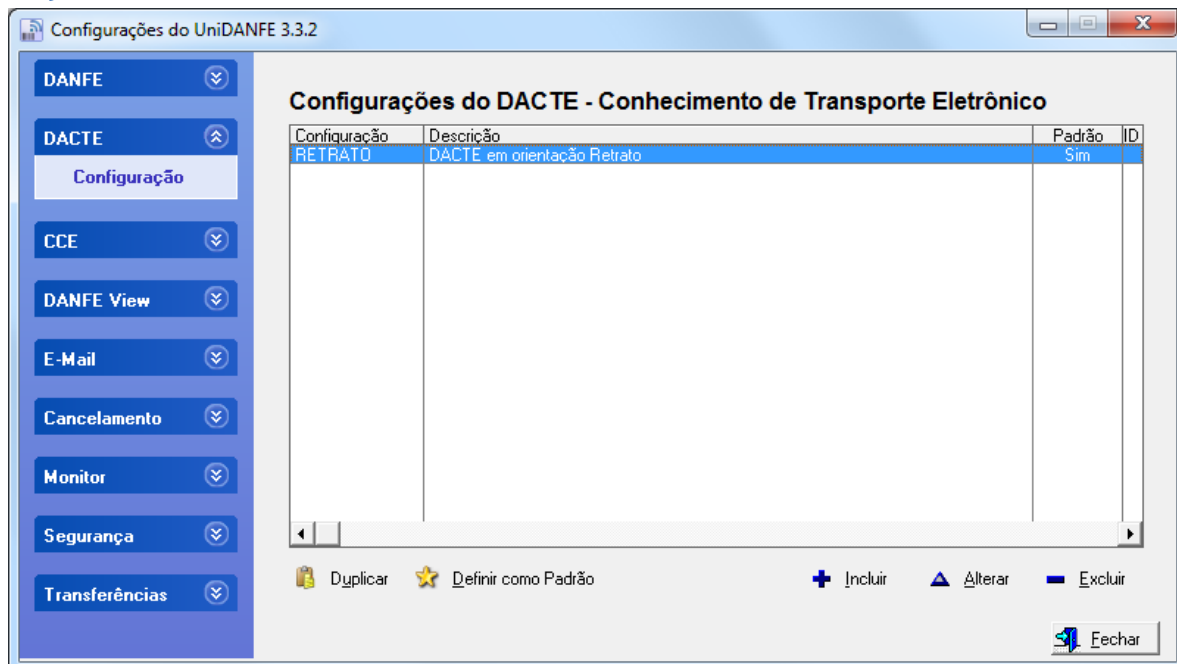 Configurações do UniDANFE 3.3.2
DANFE
DACTE
Configuração
CCE
DANFE View
E-Mail
Cancelamento
Monitor
Segurança
Transferências
Configurações do DACTE - Conhecimento de Transporte Eletrônico
Configuração Descrição Padrão ID
RETRATO DACTE em orientação Retrato Sim
Duplicar Definir como Padrão Incluir Alterar Excluir
Fechar